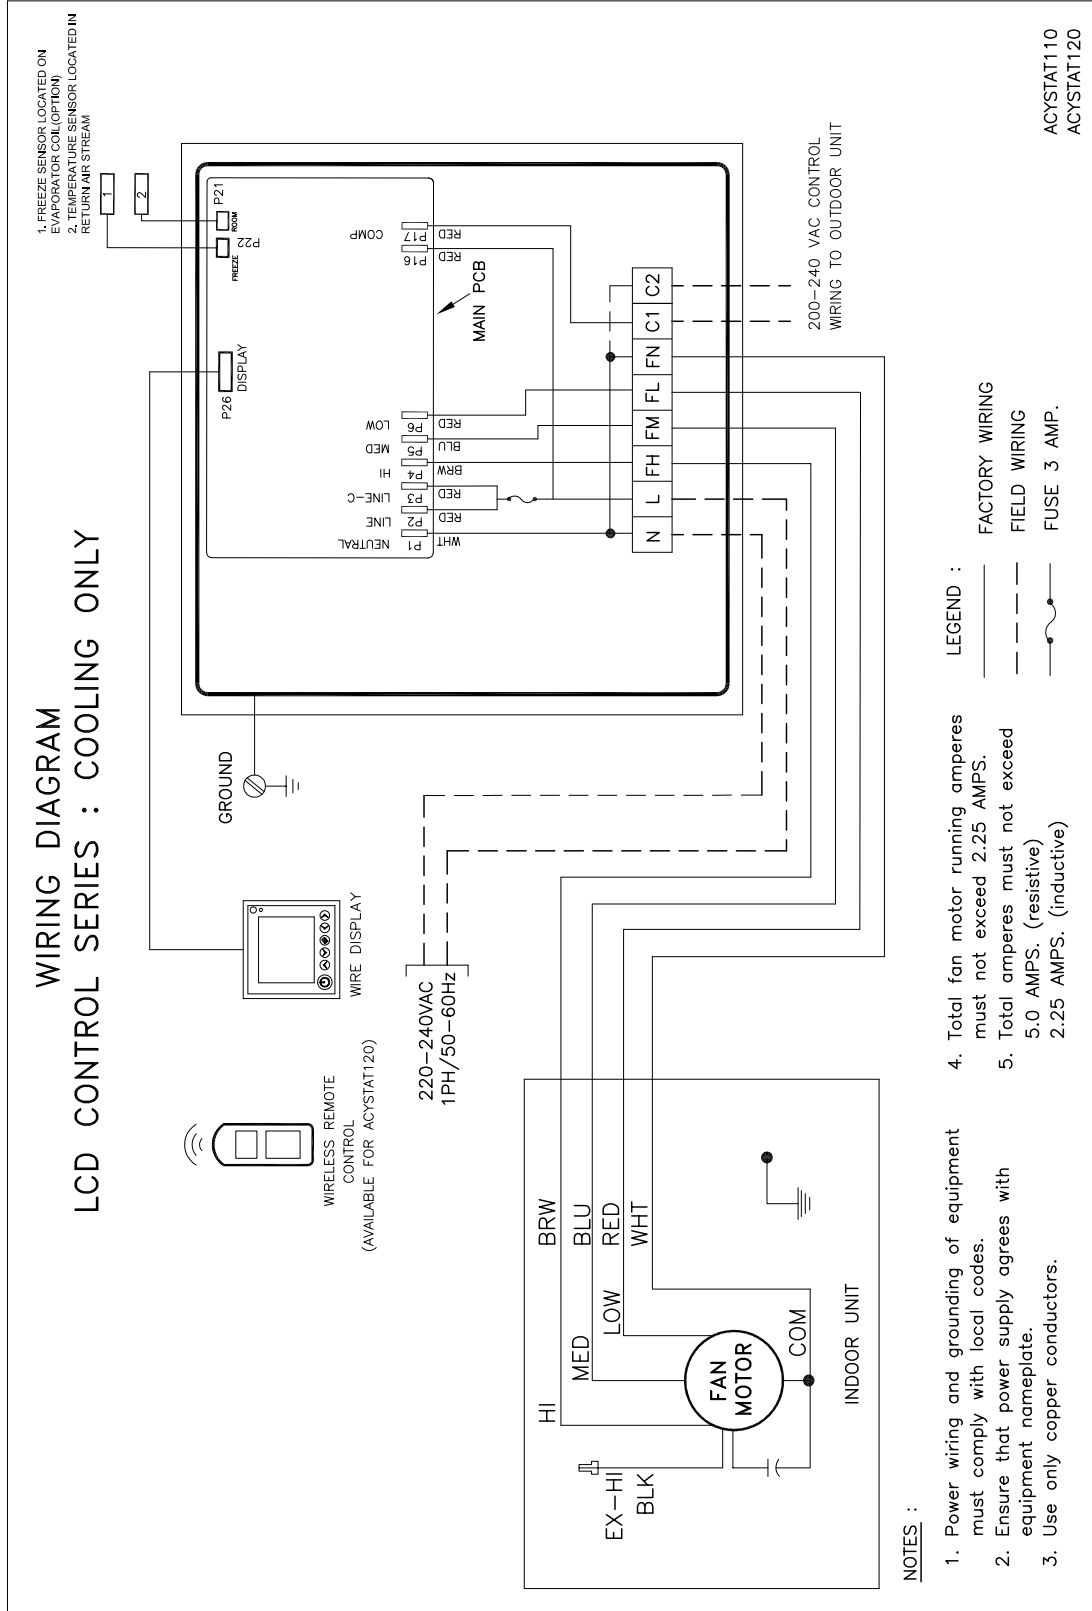 WIRING DIAGRAM
LCD CONTROL SERIES : COOLING ONLY
1. FREEZE SENSOR LOCATED ON
EVAPORATOR COIL(OPTION)
2. TEMPERATURE SENSOR LOCATED IN
RETURN AIR STREAM
1
2
WIRELESS REMOTE
CONTROL
(AVAILABLE FOR ACYSTAT120)
WIRE DISPLAY
GROUND
P26
DISPLAY
FREEZE
P22
ROOM
P21
NEUTRAL
LINE
LINE-C
HI
MED
LOW
COMP
P1
P2
P3
P4
P5
P6
P16
P17
WHT
RED
RED
BRW
BLU
RED
RED
RED
MAIN PCB
N
L
FH
FM
FL
FN
C1
C2
220-240VAC
1PH/50-60Hz
200-240 VAC CONTROL
WIRING TO OUTDOOR UNIT
HI
BRW
MED
BLU
LOW
RED
WHT
EX-HI
BLK
FAN
MOTOR
COM
INDOOR UNIT
NOTES :
1. Power wiring and grounding of equipment
must comply with local codes.
2. Ensure that power supply agrees with
equipment nameplate.
3. Use only copper conductors.
4. Total fan motor running amperes
must not exceed 2.25 AMPS.
5. Total amperes must not exceed
5.0 AMPS. (resistive)
2.25 AMPS. (inductive)
LEGEND :
FACTORY WIRING
FIELD WIRING
FUSE 3 AMP.
ACYSTAT110
ACYSTAT120